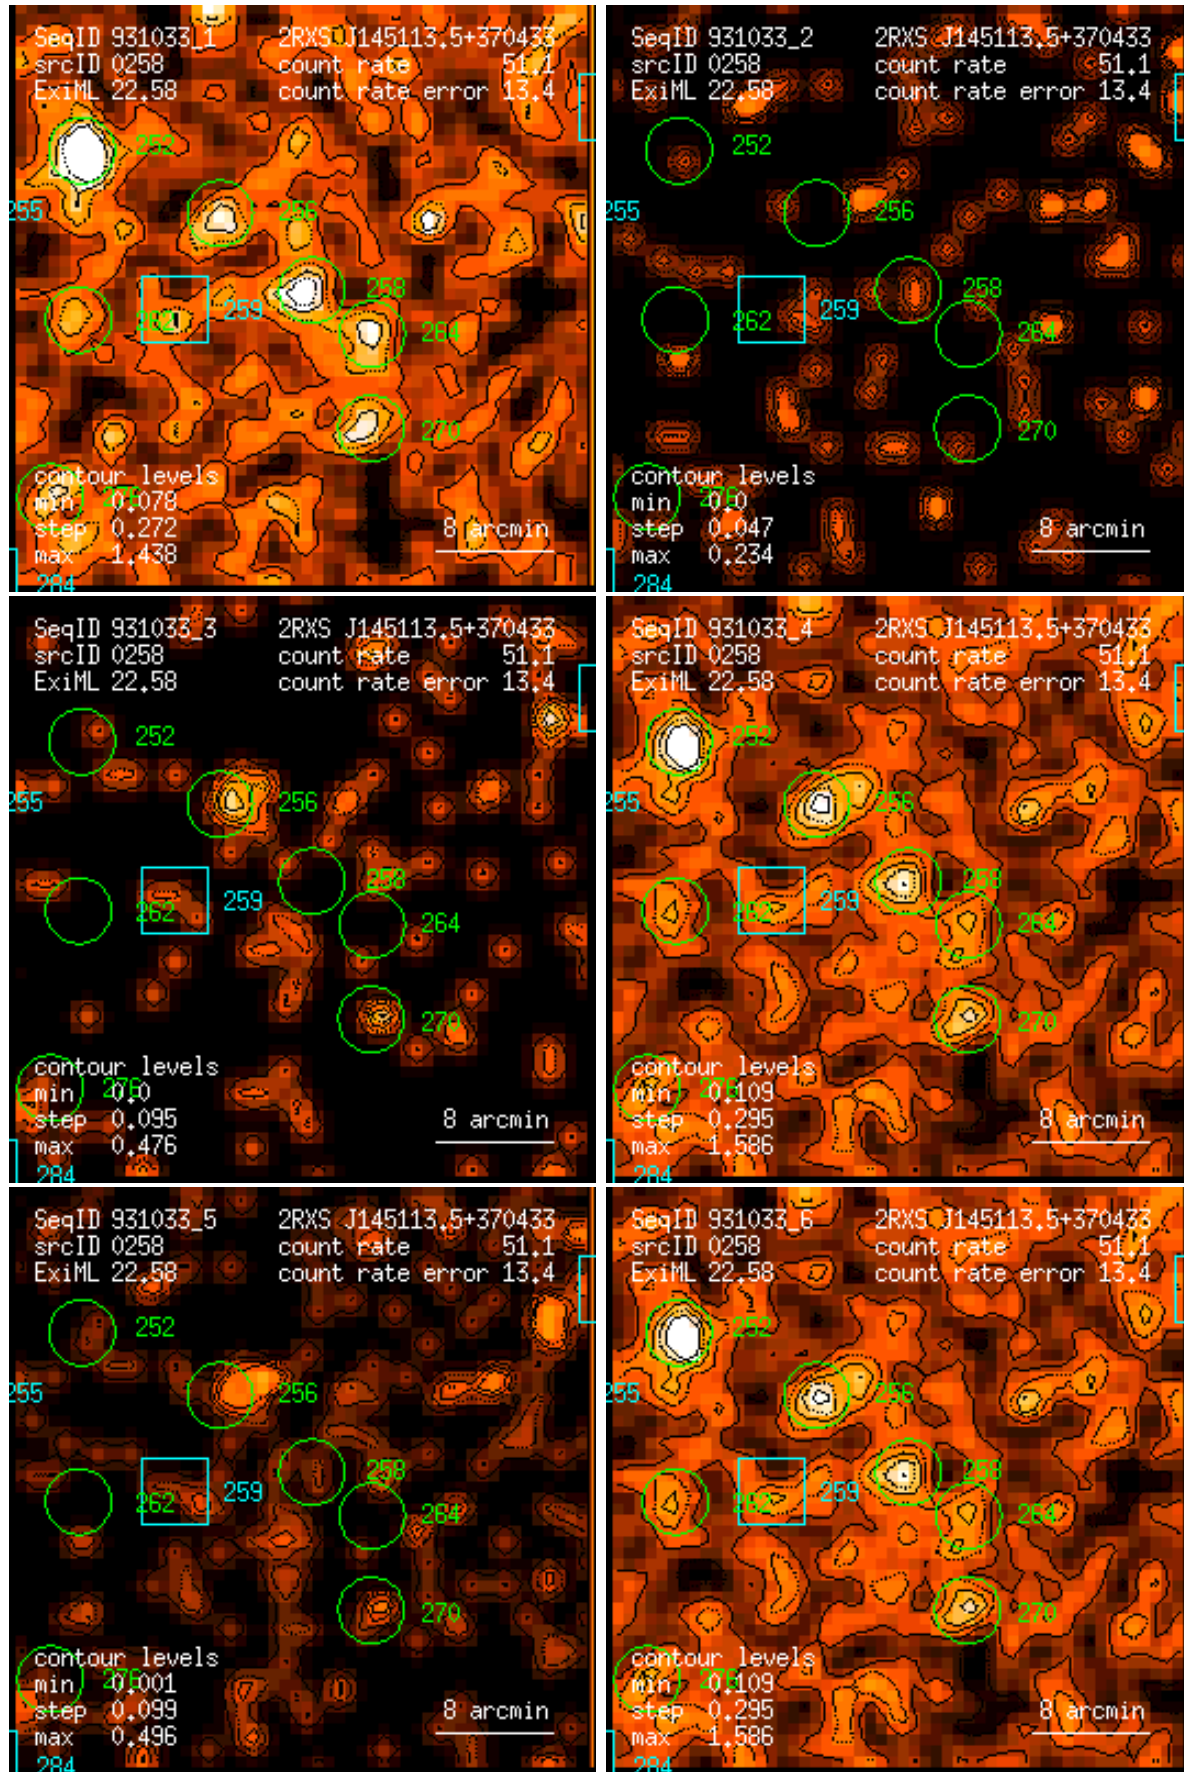 SeqID 931033_1 2RXS J145113.5+370433
srcID 0258 count rate 51.1
ExiML 22.58 count rate error 13.4
252
255 256
258
262 259
264
270
contour levels
276
min 0.078
step 0.272 8 arcmin
max 1.438
284
SeqID 931033_2 2RXS J145113.5+370433
srcID 0258 count rate 51.1
ExiML 22.58 count rate error 13.4
252
255 256
258
262 259
264
270
contour levels
276
min 0.0
step 0.047 8 arcmin
max 0.234
284
SeqID 931033_3 2RXS J145113.5+370433
srcID 0258 count rate 51.1
ExiML 22.58 count rate error 13.4
252
255 256
258
262 259
264
270
contour levels
276
min 0.0
step 0.095 8 arcmin
max 0.476
284
SeqID 931033_4 2RXS J145113.5+370433
srcID 0258 count rate 51.1
ExiML 22.58 count rate error 13.4
252
255 256
258
262 259
264
270
contour levels
276
min 0.109
step 0.295 8 arcmin
max 1.586
284
SeqID 931033_5 2RXS J145113.5+370433
srcID 0258 count rate 51.1
ExiML 22.58 count rate error 13.4
252
255 256
258
262 259
264
270
contour levels
276
min 0.001
step 0.099 8 arcmin
max 0.496
284
SeqID 931033_6 2RXS J145113.5+370433
srcID 0258 count rate 51.1
ExiML 22.58 count rate error 13.4
252
255 256
258
262 259
264
270
contour levels
276
min 0.109
step 0.295 8 arcmin
max 1.586
284